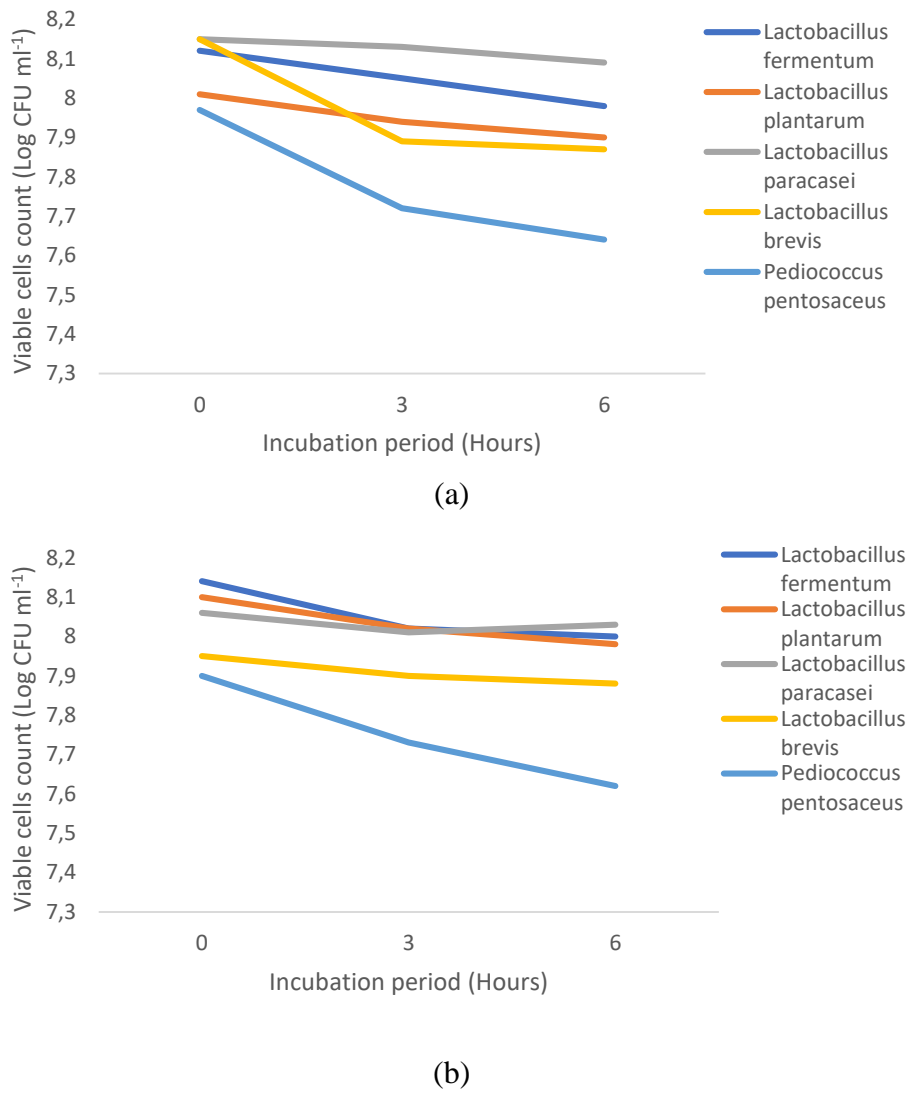 8,2
8,1
8
7,9
7,8
7,7
7,6
7,5
7,4
7,3
Viable cells count (Log CFU ml-1)
0 3 6
Incubation period (Hours)
Lactobacillus
fermentum
Lactobacillus
plantarum
Lactobacillus
paracasei
Lactobacillus
brevis
Pediococcus
pentosaceus
(a)
8,2
8,1
8
7,9
7,8
7,7
7,6
7,5
7,4
7,3
Viable cells count (Log CFU ml-1)
0 3 6
Incubation period (Hours)
Lactobacillus
fermentum
Lactobacillus
plantarum
Lactobacillus
paracasei
Lactobacillus
brevis
Pediococcus
pentosaceus
(b)